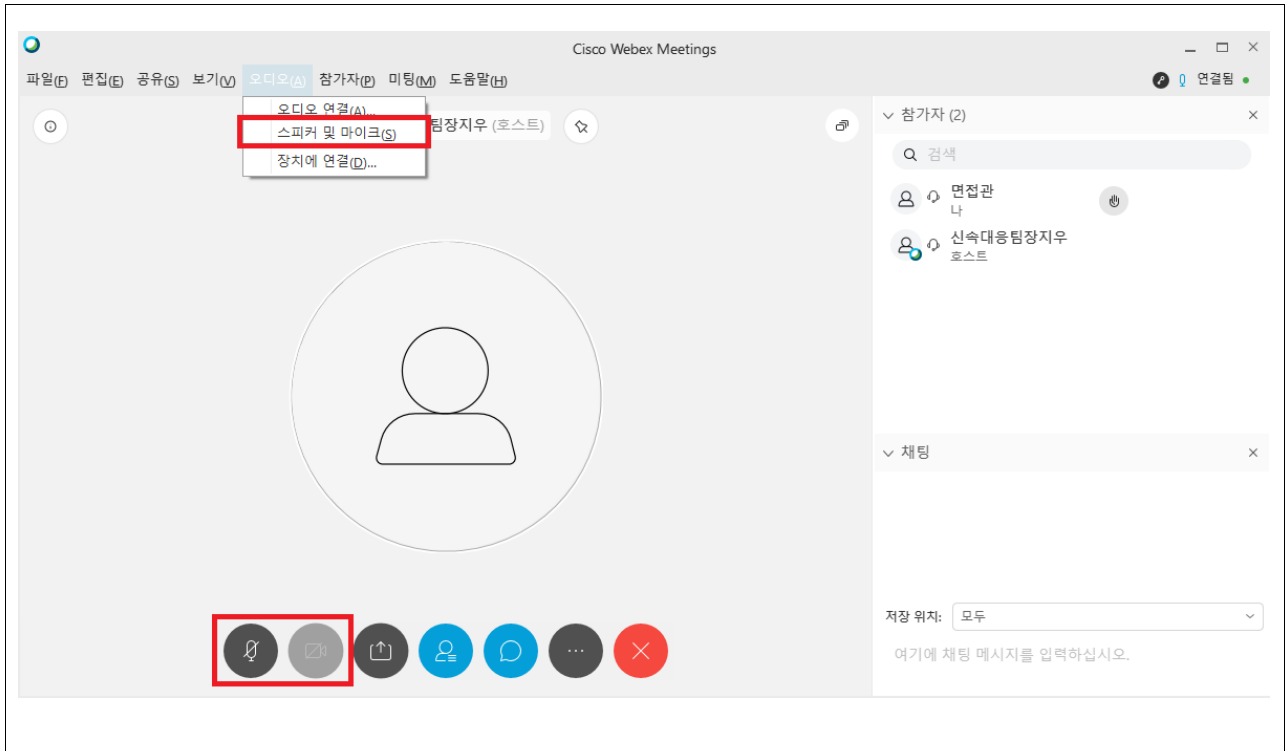 Cisco Webex Meetings
파일(F) 편집(E) 공유(S) 보기(V) 오디오(A) 참가자(P) 미팅(M) 도움말(H)
연결됨
오디오 연결(A)...
스피커 및 마이크(S)
장치에 연결(D)...
팀장지우 (호스트)
참가자 (2)
검색
면접관
나
신속대응팀장지우
호스트
채팅
저장 위치: 모두
여기에 채팅 메시지를 입력하십시오.